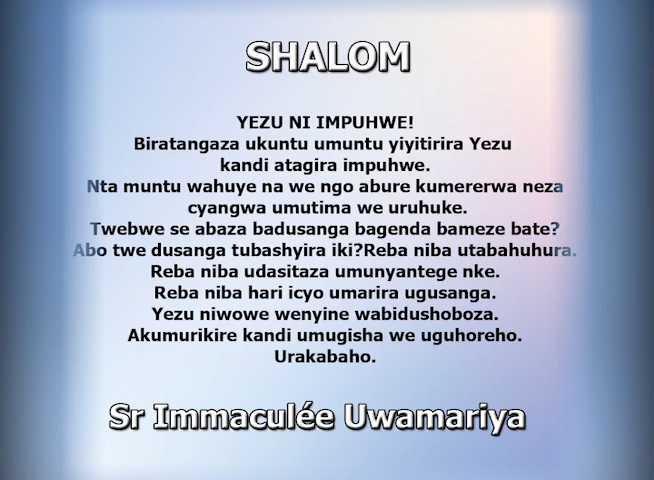 SHALOM
YEZU NI IMPUHWE!
Biratangaza ukuntu umuntu yiyitirira Yezu
kandi atagira impuhwe.
Nta muntu wahuye na we ngo abure kumererwa neza
cyangwa umutima we uruhuke.
Twebwe se abaza badusanga bagenda bameze bate?
Abo twe dusanga tubashyira iki?Reba niba utabahuhura.
Reba niba udasitaza umunyantege nke.
Reba niba hari icyo umarira ugusanga.
Yezu niwowe wenyine wabidushoboza.
Akumurikire kandi umugisha we uguhoreho.
Urakabaho.
Sr Immaculée Uwamariya